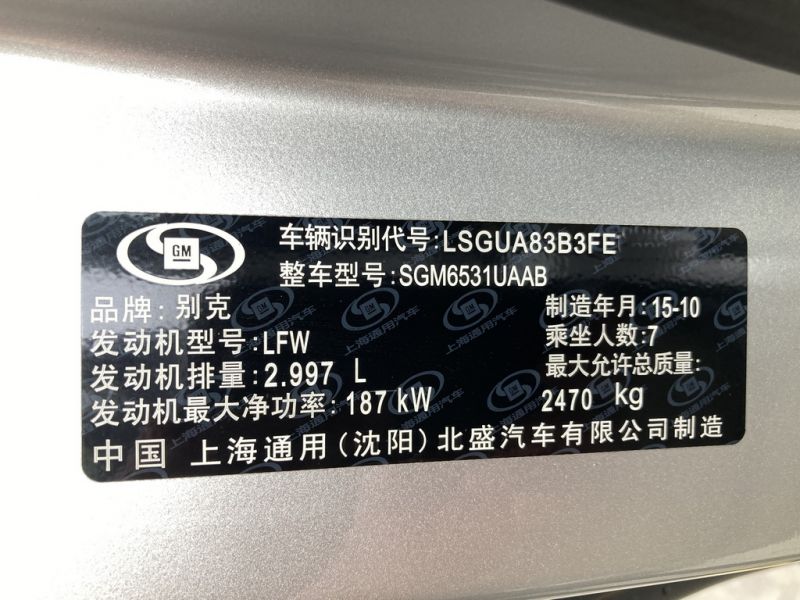 GM
车辆识别代号:LSGUA83B3FE
整车型号:SGM6531UAAB
品牌:别克
制造年月:15-10
发动机型号:LFW
乘坐人数:7
发动机排量:2.997 L
最大允许总质量:
发动机最大净功率:187kW
2470 kg
中国 上海通用(沈阳)北盛汽车有限公司制造